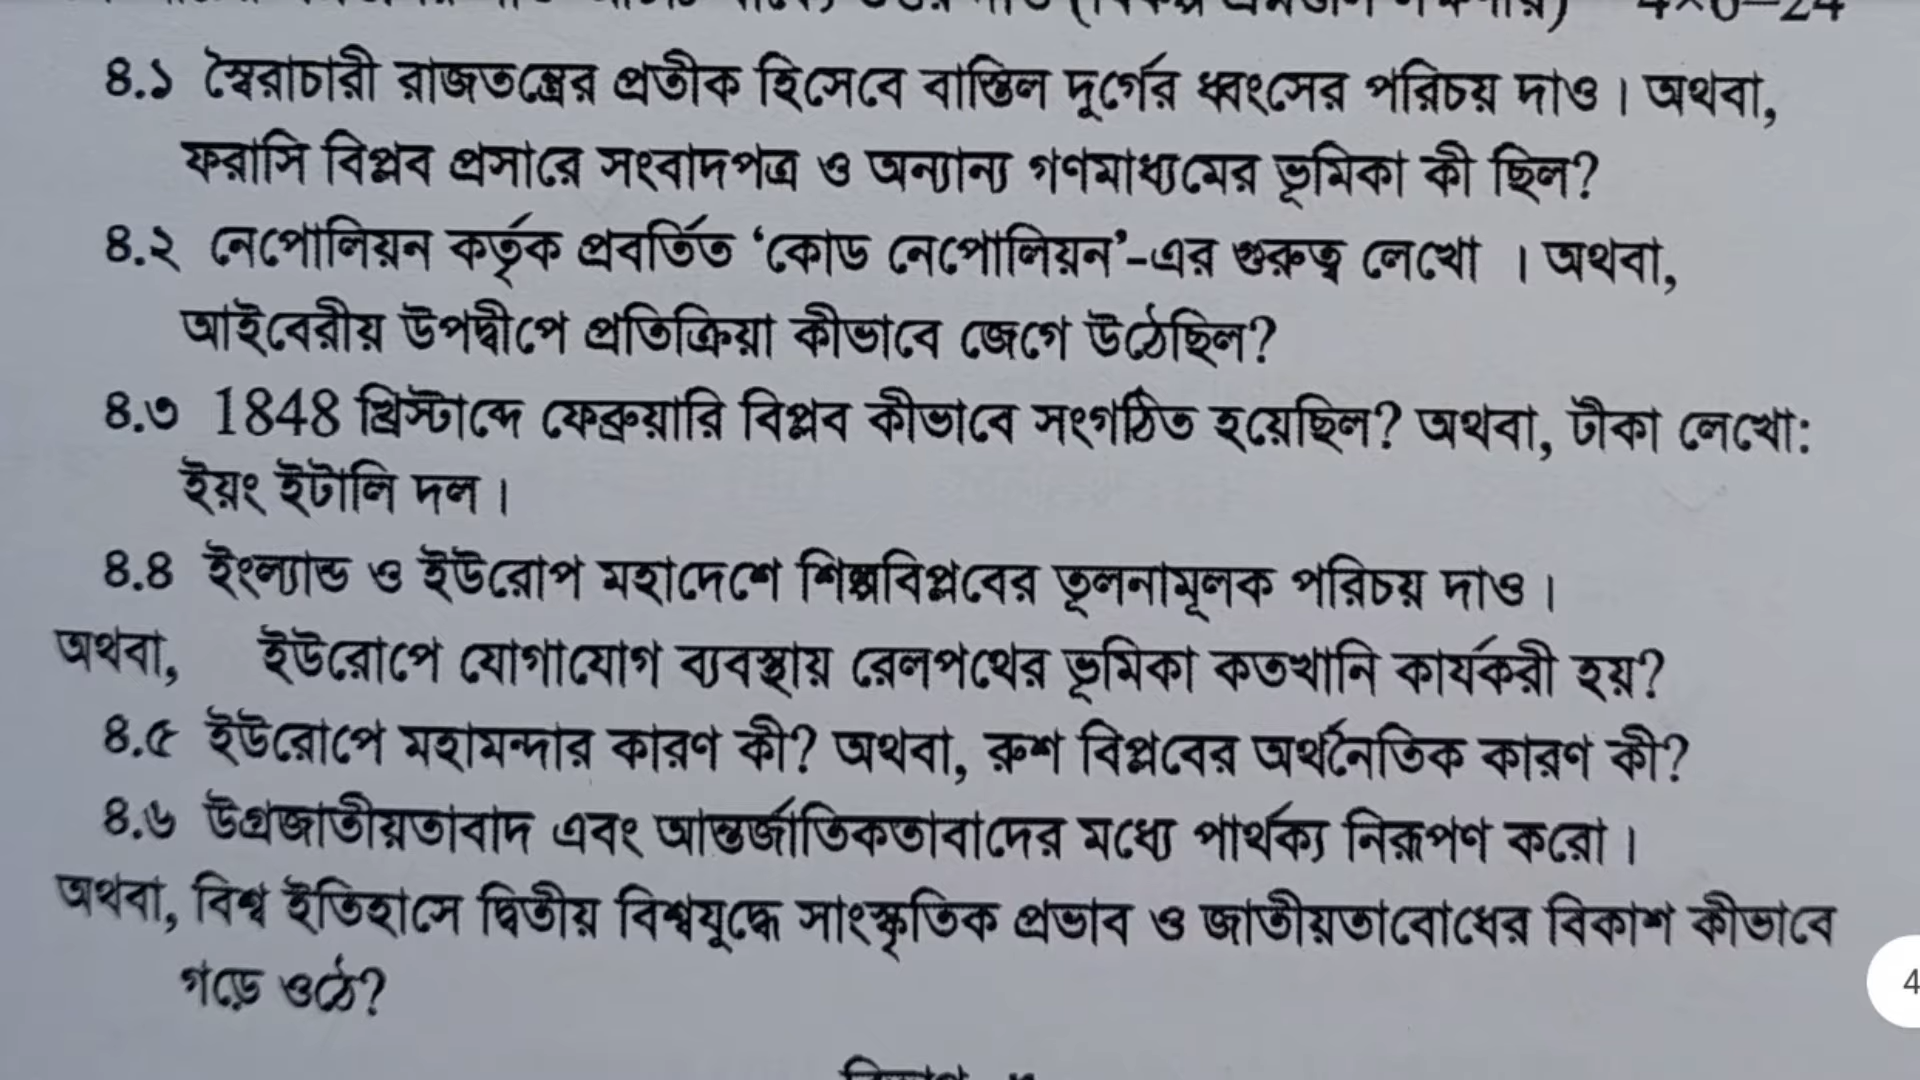 ৪.১ স্বৈরাচারী রাজতন্ত্রের প্রতীক হিসেবে বাস্তিল দুর্গের ধ্বংসের পরিচয় দাও । অথবা,
ফরাসি বিপ্লব প্রসারে সংবাদপত্র ও অন্যান্য গণমাধ্যমের ভূমিকা কী ছিল?
৪.২ নেপোলিয়ন কর্তৃক প্রবর্তিত ‘কোড নেপোলিয়ন’-এর গুরুত্ব লেখো । অথবা,
আইবেরীয় উপদ্বীপে প্রতিক্রিয়া কীভাবে জেগে উঠেছিল?
৪.৩ 1848 খ্রিস্টাব্দে ফেব্রুয়ারি বিপ্লব কীভাবে সংগঠিত হয়েছিল? অথবা, টীকা লেখো:
ইয়ং ইটালি দল ।
৪.৪ ইংল্যান্ড ও ইউরোপ মহাদেশে শিল্পবিপ্লবের তূলনামূলক পরিচয় দাও ।
অথবা, ইউরোপে যোগাযোগ ব্যবস্থায় রেলপথের ভূমিকা কতখানি কার্যকরী হয়?
৪.৫ ইউরোপে মহামন্দার কারণ কী? অথবা, রুশ বিপ্লবের অর্থনৈতিক কারণ কী?
৪.৬ উগ্রজাতীয়তাবাদ এবং আন্তর্জাতিকতাবাদের মধ্যে পার্থক্য নিরূপণ করো ।
অথবা, বিশ্ব ইতিহাসে দ্বিতীয় বিশ্বযুদ্ধে সাংস্কৃতিক প্রভাব ও জাতীয়তাবোধের বিকাশ কীভাবে
গড়ে ওঠে?
4